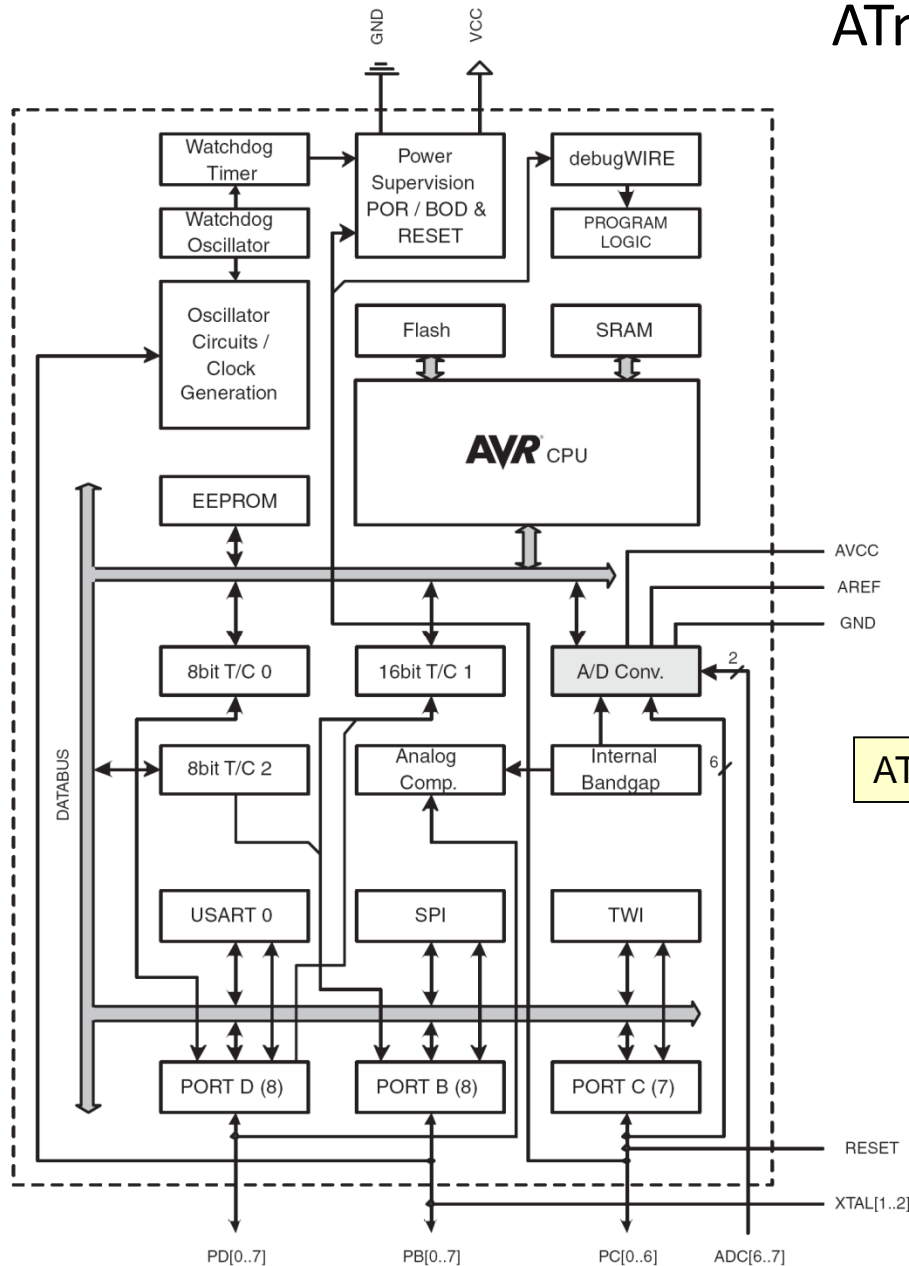 ATm
GND
VCC
Watchdog
Timer
Power
Supervision
POR / BOD &
RESET
debugWIRE
Watchdog
Oscillator
PROGRAM
LOGIC
Oscillator
Circuits /
Clock
Generation
Flash
SRAM
AVR® CPU
EEPROM
AVCC
AREF
GND
8bit T/C 0
16bit T/C 1
A/D Conv.
2
DATABUS
8bit T/C 2
Analog
Comp.
Internal
Bandgap
6
AT
USART 0
SPI
TWI
PORT D (8)
PORT B (8)
PORT C (7)
RESET
XTAL[1..2]
PD[0..7]
PB[0..7]
PC[0..6]
ADC[6..7]